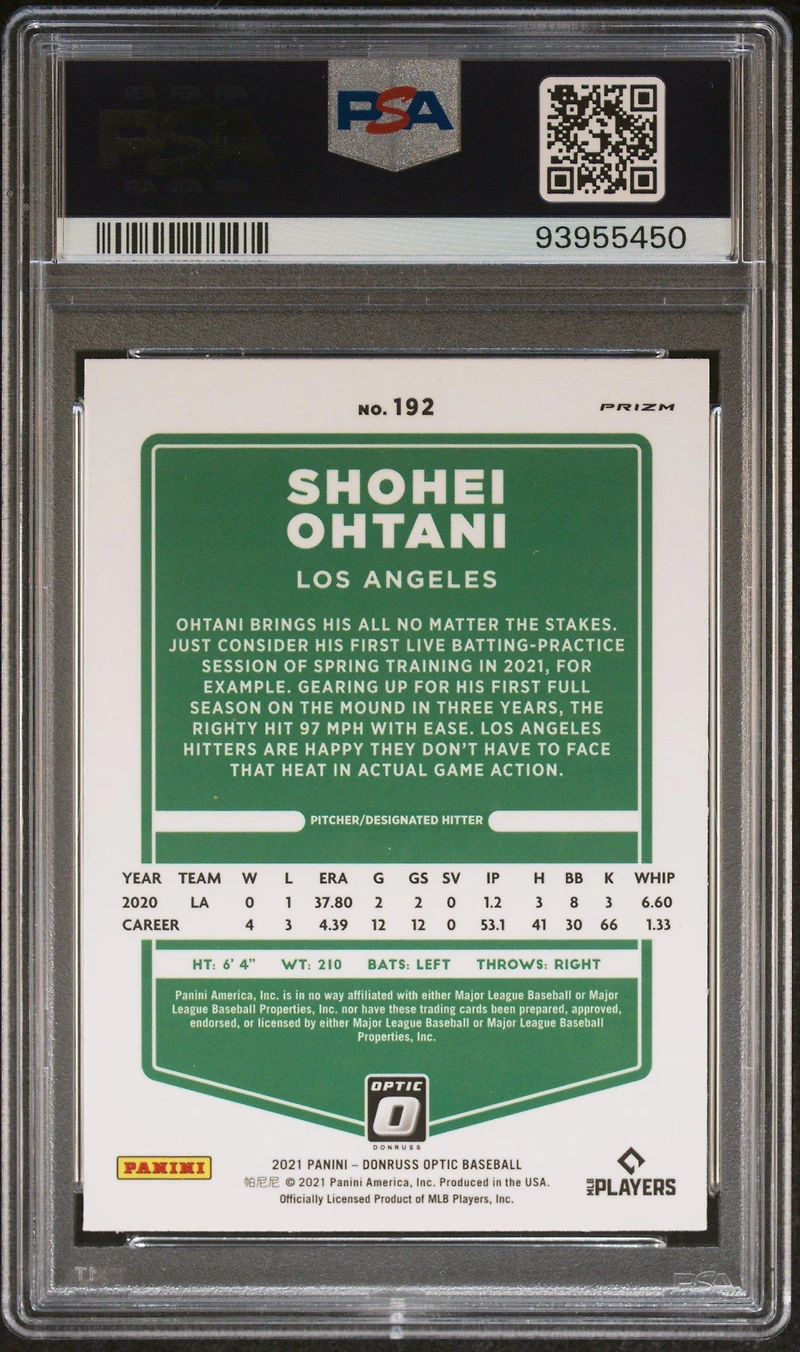 PSA
93955450
NO. 192
PRIZM
SHOHEI
OHTANI
LOS ANGELES
OHTANI BRINGS HIS ALL NO MATTER THE STAKES.
JUST CONSIDER HIS FIRST LIVE BATTING-PRACTICE
SESSION OF SPRING TRAINING IN 2021, FOR
EXAMPLE. GEARING UP FOR HIS FIRST FULL
SEASON ON THE MOUND IN THREE YEARS, THE
RIGHTY HIT 97 MPH WITH EASE. LOS ANGELES
HITTERS ARE HAPPY THEY DON'T HAVE TO FACE
THAT HEAT IN ACTUAL GAME ACTION.
PITCHER/DESIGNATED HITTER
YEAR TEAM W L ERA G GS SV IP H BB K WHIP
2020 LA 0 1 37.80 2 2 0 1.2 3 8 3 6.60
CAREER 4 3 4.39 12 12 0 53.1 41 30 66 1.33
HT: 6' 4" WT: 210 BATS: LEFT THROWS: RIGHT
Panini America, Inc. is in no way affiliated with either Major League Baseball or Major
League Baseball Properties, Inc. nor have these trading cards been prepared, approved,
endorsed, or licensed by either Major League Baseball or Major League Baseball
Properties, Inc.
OPTIC
O
DONRUSS
PANINI
2021 PANINI – DONRUSS OPTIC BASEBALL
帕尼尼 © 2021 Panini America, Inc. Produced in the USA.
Officially Licensed Product of MLB Players, Inc.
MLB PLAYERS
PSA